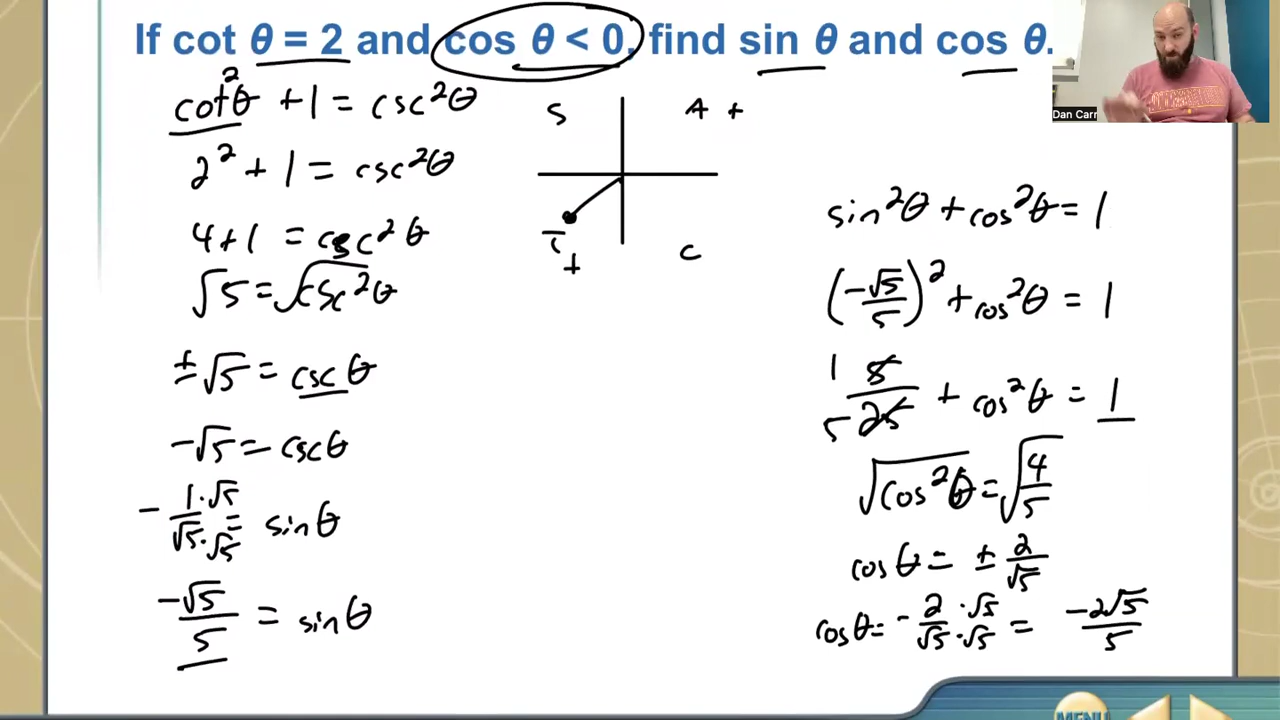 If cot θ = 2 and cos θ < 0, find sin θ and cos θ.
Dan Carr
cot²θ + 1 = csc²θ
2² + 1 = csc²θ
4 + 1 = csc²θ
√5 = √csc²θ
± √5 = csc θ
-√5 = csc θ
- 1·√5 / √5·√5 = sin θ
-√5 / 5 = sin θ
S A +
T + C
sin²θ + cos²θ = 1
(-√5/5)² + cos²θ = 1
1 5 / 5 25 + cos²θ = 1
√cos²θ = √4/5
cos θ = ± 2/√5
cos θ = - 2·√5 / √5·√5 = -2√5 / 5
MENU